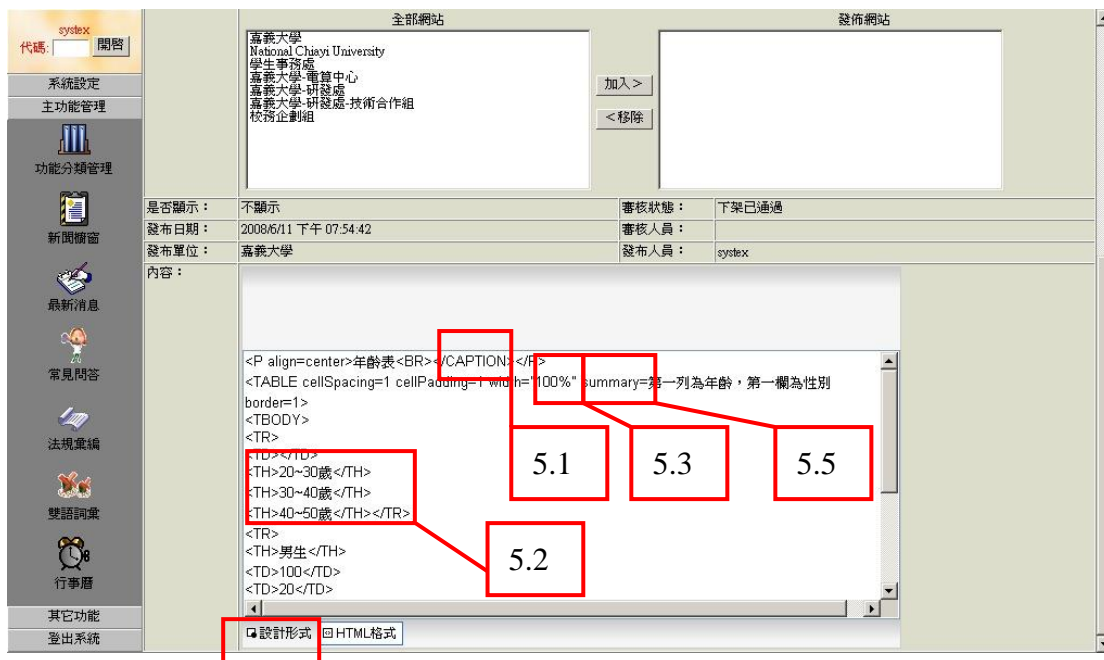 systex
代碼: 開啓
系統設定
主功能管理
功能分類管理
新聞櫥窗
最新消息
常見問答
法規彙編
雙語詞彙
行事曆
其它功能
登出系統
全部網站
發佈網站
嘉義大學
National Chiayi University
學生事務處
嘉義大學-電算中心
嘉義大學-研發處
嘉義大學-研發處-技術合作組
校務企劃組
加入>
<移除
是否顯示： 不顯示 審核狀態： 下架已通過
發布日期： 2008/6/11 下午 07:54:42 審核人員：
發布單位： 嘉義大學 發布人員： systex
內容：
<P align=center>年齡表<BR></CAPTION></P>
<TABLE cellSpacing=1 cellPadding=1 width="100%" summary=第一列為年齡，第一欄為性別
border=1>
<TBODY>
<TR>
<TD></TD>
<TH>20~30歲</TH>
<TH>30~40歲</TH>
<TH>40~50歲</TH></TR>
<TR>
<TH>男生</TH>
<TD>100</TD>
<TD>20</TD>
5.1
5.3
5.5
5.2
設計形式 HTML格式